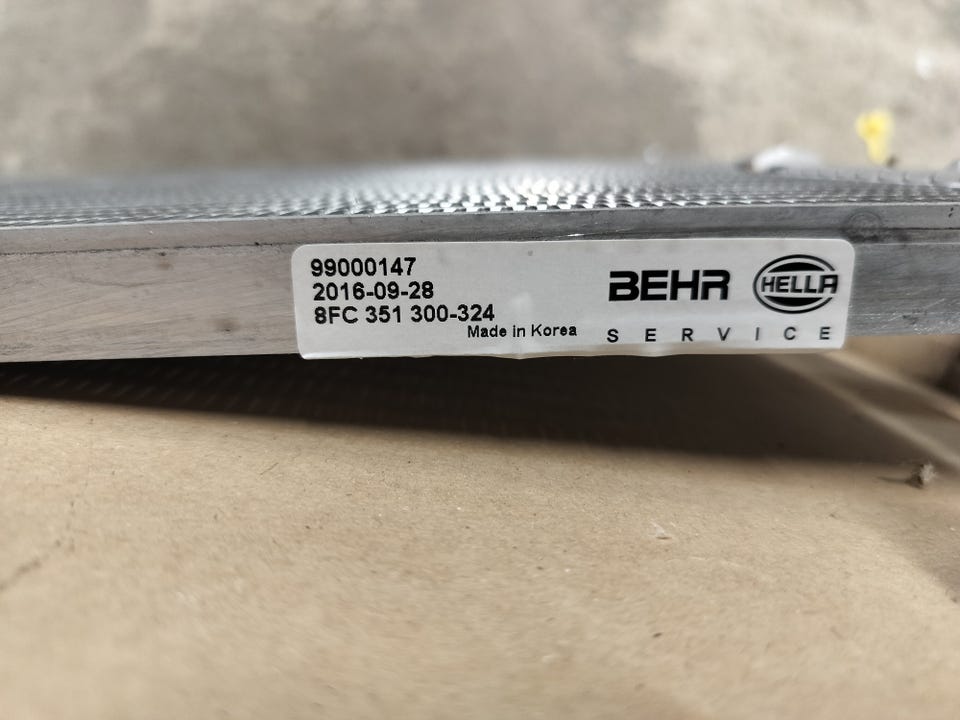 99000147
2016-09-28
8FC 351 300-324
Made in Korea
BEHR HELLA
SERVICE